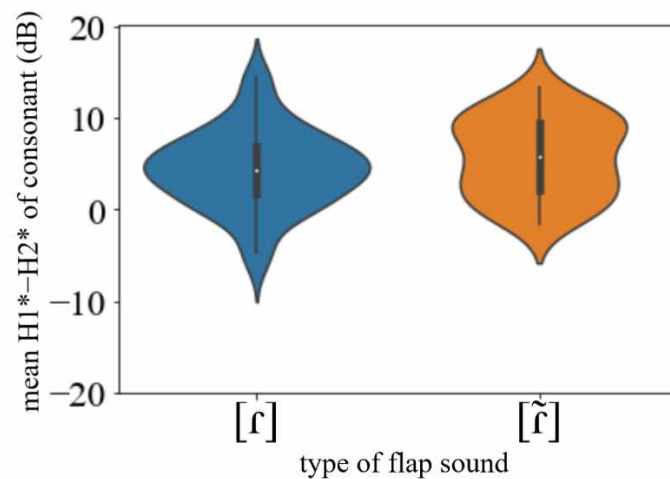 mean H1*−H2* of consonant (dB)
20
10
0
−10
−20
[ɾ]
[ɾ̃]
type of flap sound